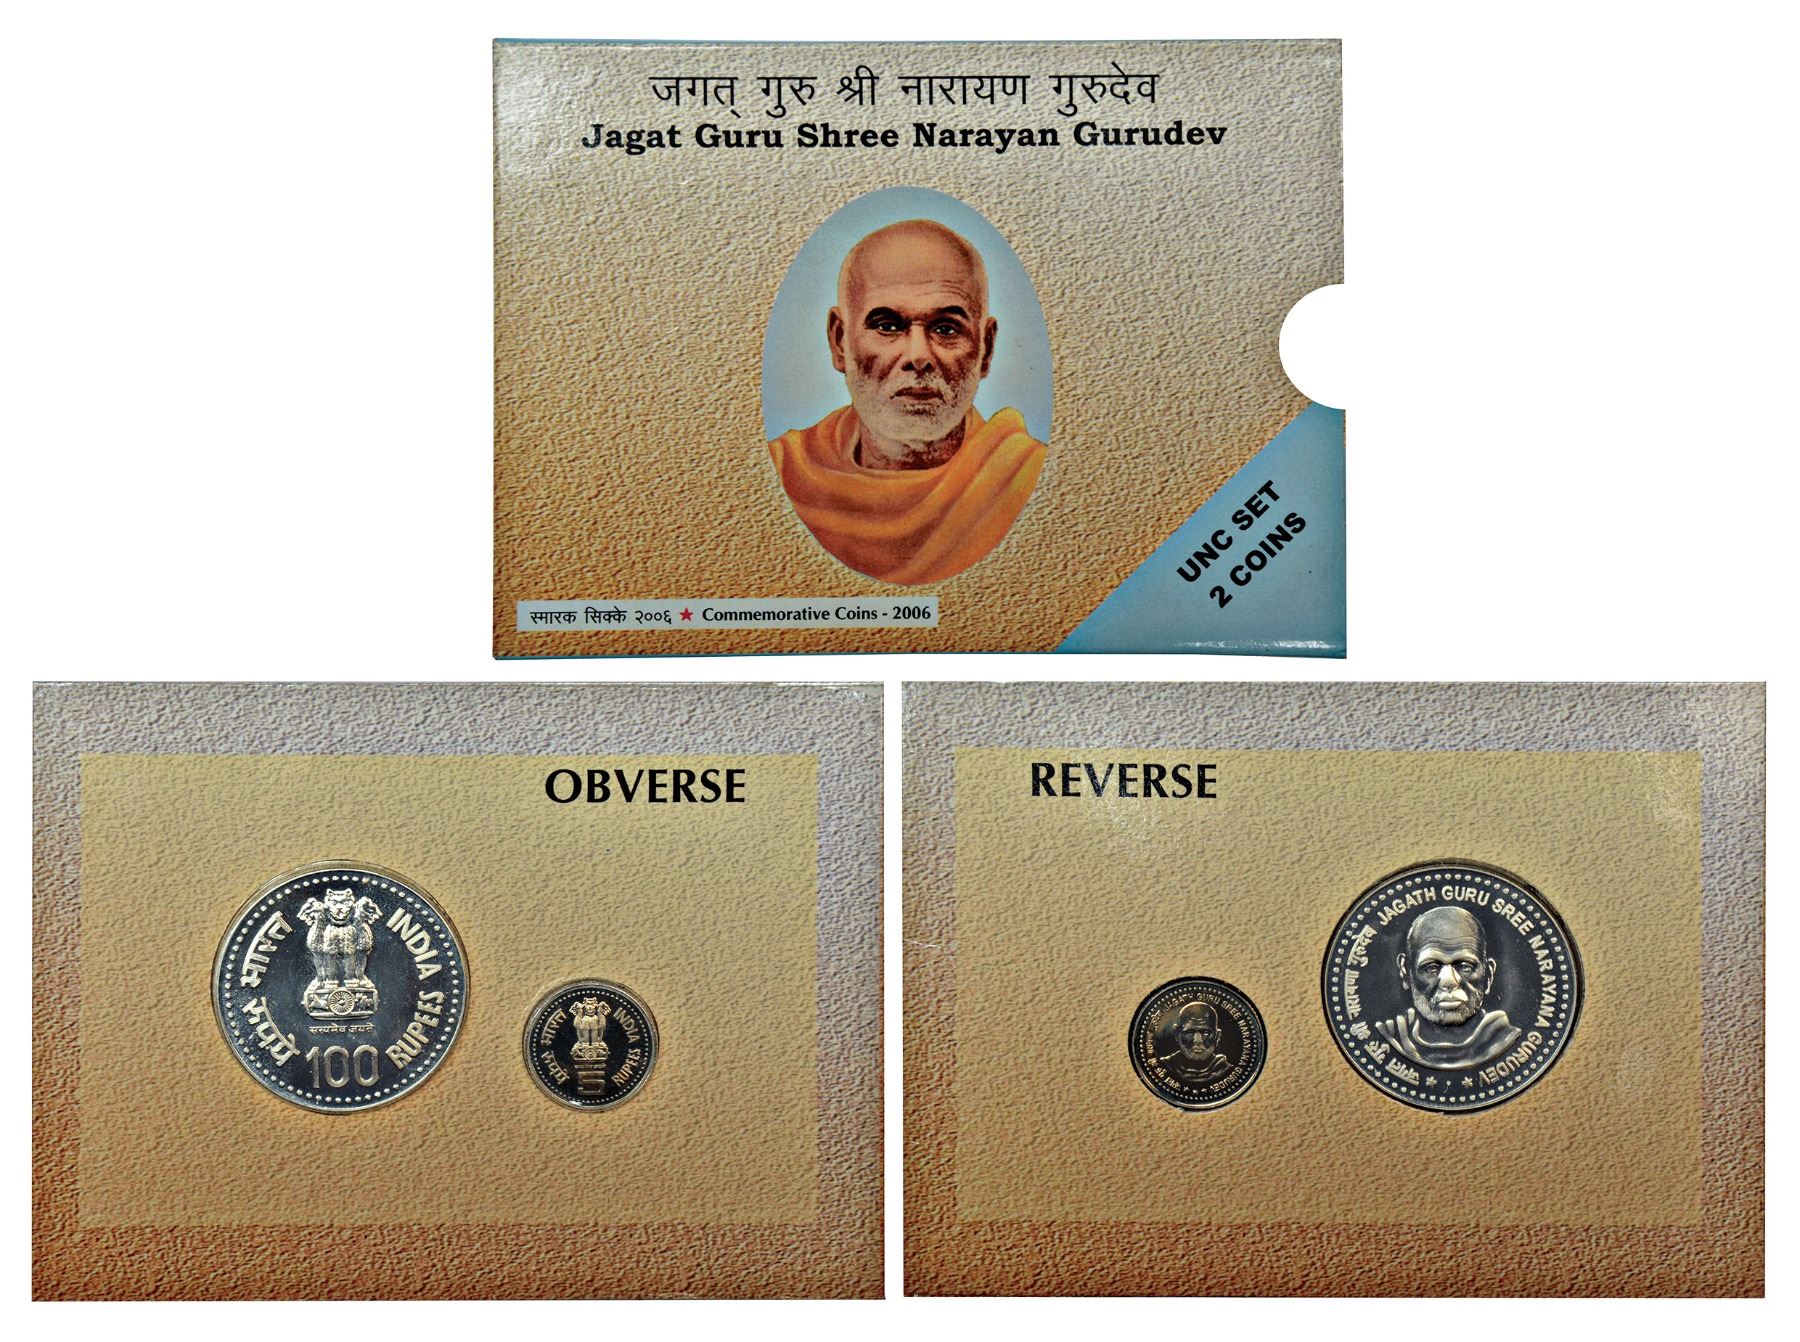 जगत् गुरु श्री नारायण गुरुदेव
Jagat Guru Shree Narayan Gurudev
UNC SET
2 COINS
स्मारक सिक्के २००६ ★ Commemorative Coins - 2006
OBVERSE
भारत INDIA
रुपये RUPEES
सत्यमेव जयते
100
भारत INDIA
रुपये RUPEES
5
REVERSE
JAGATH GURU SREE NARAYANA GURUDEV
जगत गुरु श्री नारायणा गुरुदेव
JAGATH GURU SREE NARAYANA GURUDEV